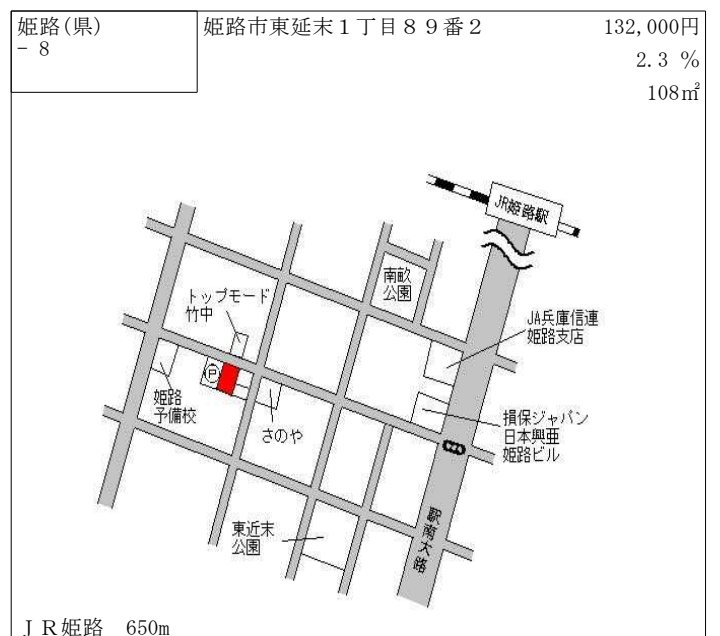 姫路(県)
－８
姫路市東延末１丁目８９番２
132,000円
2.3 %
108㎡
JR姫路駅
南畝
公園
トップモード
竹中
JA兵庫信連
姫路支店
P
姫路
予備校
さのや
損保ジャパン
日本興亜
姫路ビル
駅南大路
東近末
公園
ＪＲ姫路　650m